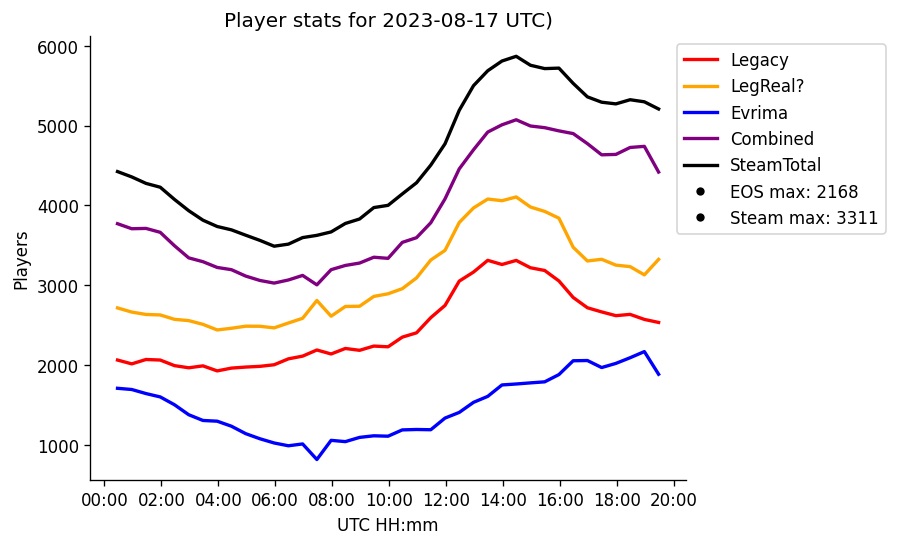 Player stats for 2023-08-17 UTC)
6000
5000
4000
3000
2000
1000
Players
00:00 02:00 04:00 06:00 08:00 10:00 12:00 14:00 16:00 18:00 20:00
UTC HH:mm
Legacy
LegReal?
Evrima
Combined
SteamTotal
EOS max: 2168
Steam max: 3311